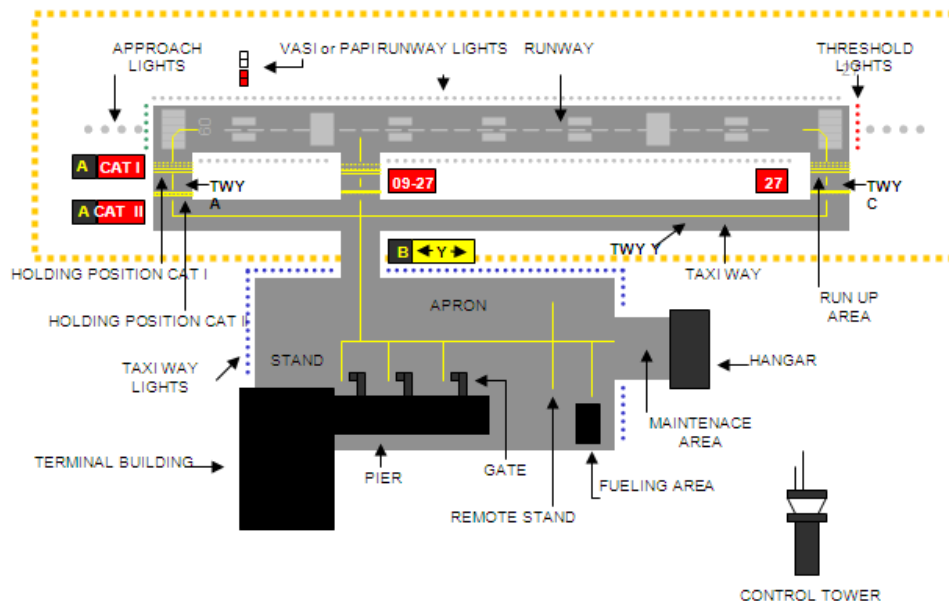 APPROACH
LIGHTS
VASI or PAPI
RUNWAY LIGHTS
RUNWAY
THRESHOLD
LIGHTS
27
09
A CAT I
A CAT II
TWY
A
09-27
27
TWY
C
B Y
TWY Y
TAXI WAY
HOLDING POSITION CAT I
HOLDING POSITION CAT II
RUN UP
AREA
APRON
STAND
TAXI WAY
LIGHTS
HANGAR
MAINTENACE
AREA
TERMINAL BUILDING
PIER
GATE
FUELING AREA
REMOTE STAND
CONTROL TOWER